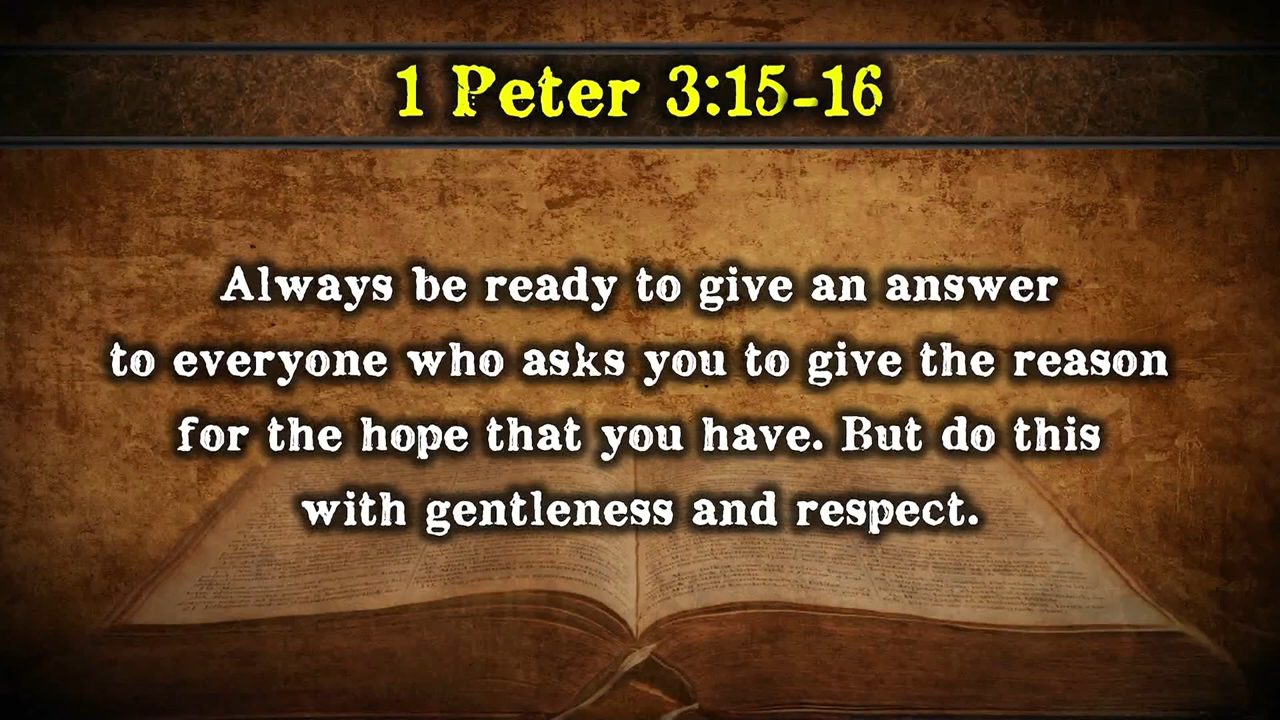 1 Peter 3:15-16
Always be ready to give an answer
to everyone who asks you to give the reason
for the hope that you have. But do this
with gentleness and respect.